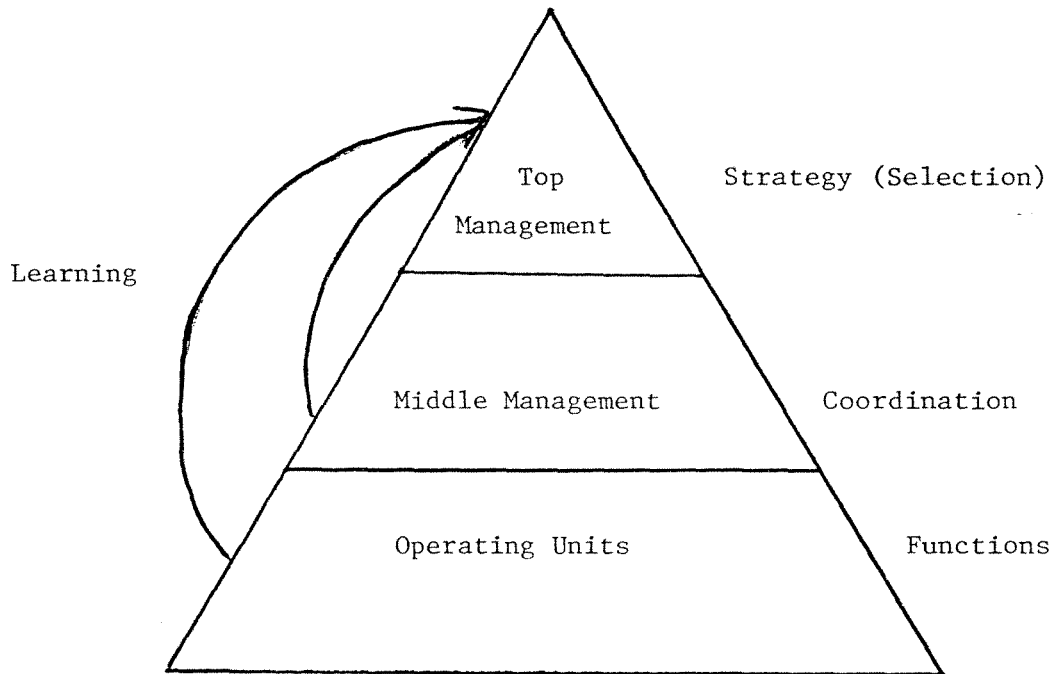 Top
Management
Strategy (Selection)
Learning
Middle Management
Coordination
Operating Units
Functions